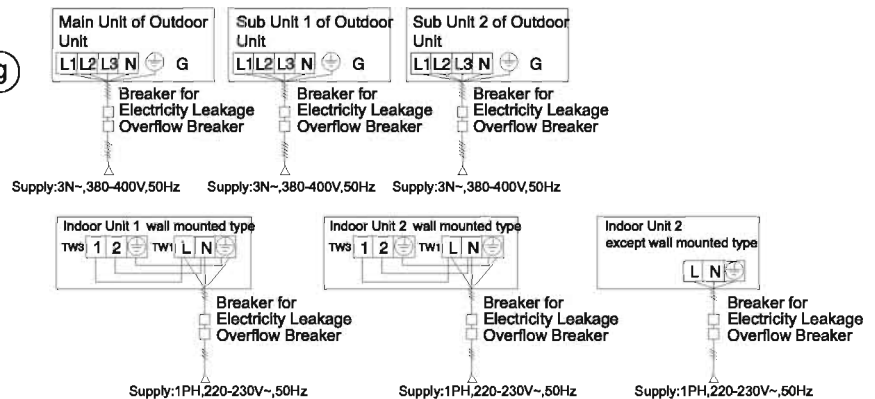 g
Main Unit of Outdoor
Unit
L1 L2 L3 N G
Breaker for
Electricity Leakage
Overflow Breaker
Supply:3N~,380-400V,50Hz
Sub Unit 1 of Outdoor
Unit
L1 L2 L3 N G
Breaker for
Electricity Leakage
Overflow Breaker
Supply:3N~,380-400V,50Hz
Sub Unit 2 of Outdoor
Unit
L1 L2 L3 N G
Breaker for
Electricity Leakage
Overflow Breaker
Supply:3N~,380-400V,50Hz
Indoor Unit 1 wall mounted type
TW3 1 2 TW1 L N
Breaker for
Electricity Leakage
Overflow Breaker
Supply:1PH,220-230V~,50Hz
Indoor Unit 2 wall mounted type
TW3 1 2 TW1 L N
Breaker for
Electricity Leakage
Overflow Breaker
Supply:1PH,220-230V~,50Hz
Indoor Unit 2
except wall mounted type
L N
Breaker for
Electricity Leakage
Overflow Breaker
Supply:1PH,220-230V~,50Hz